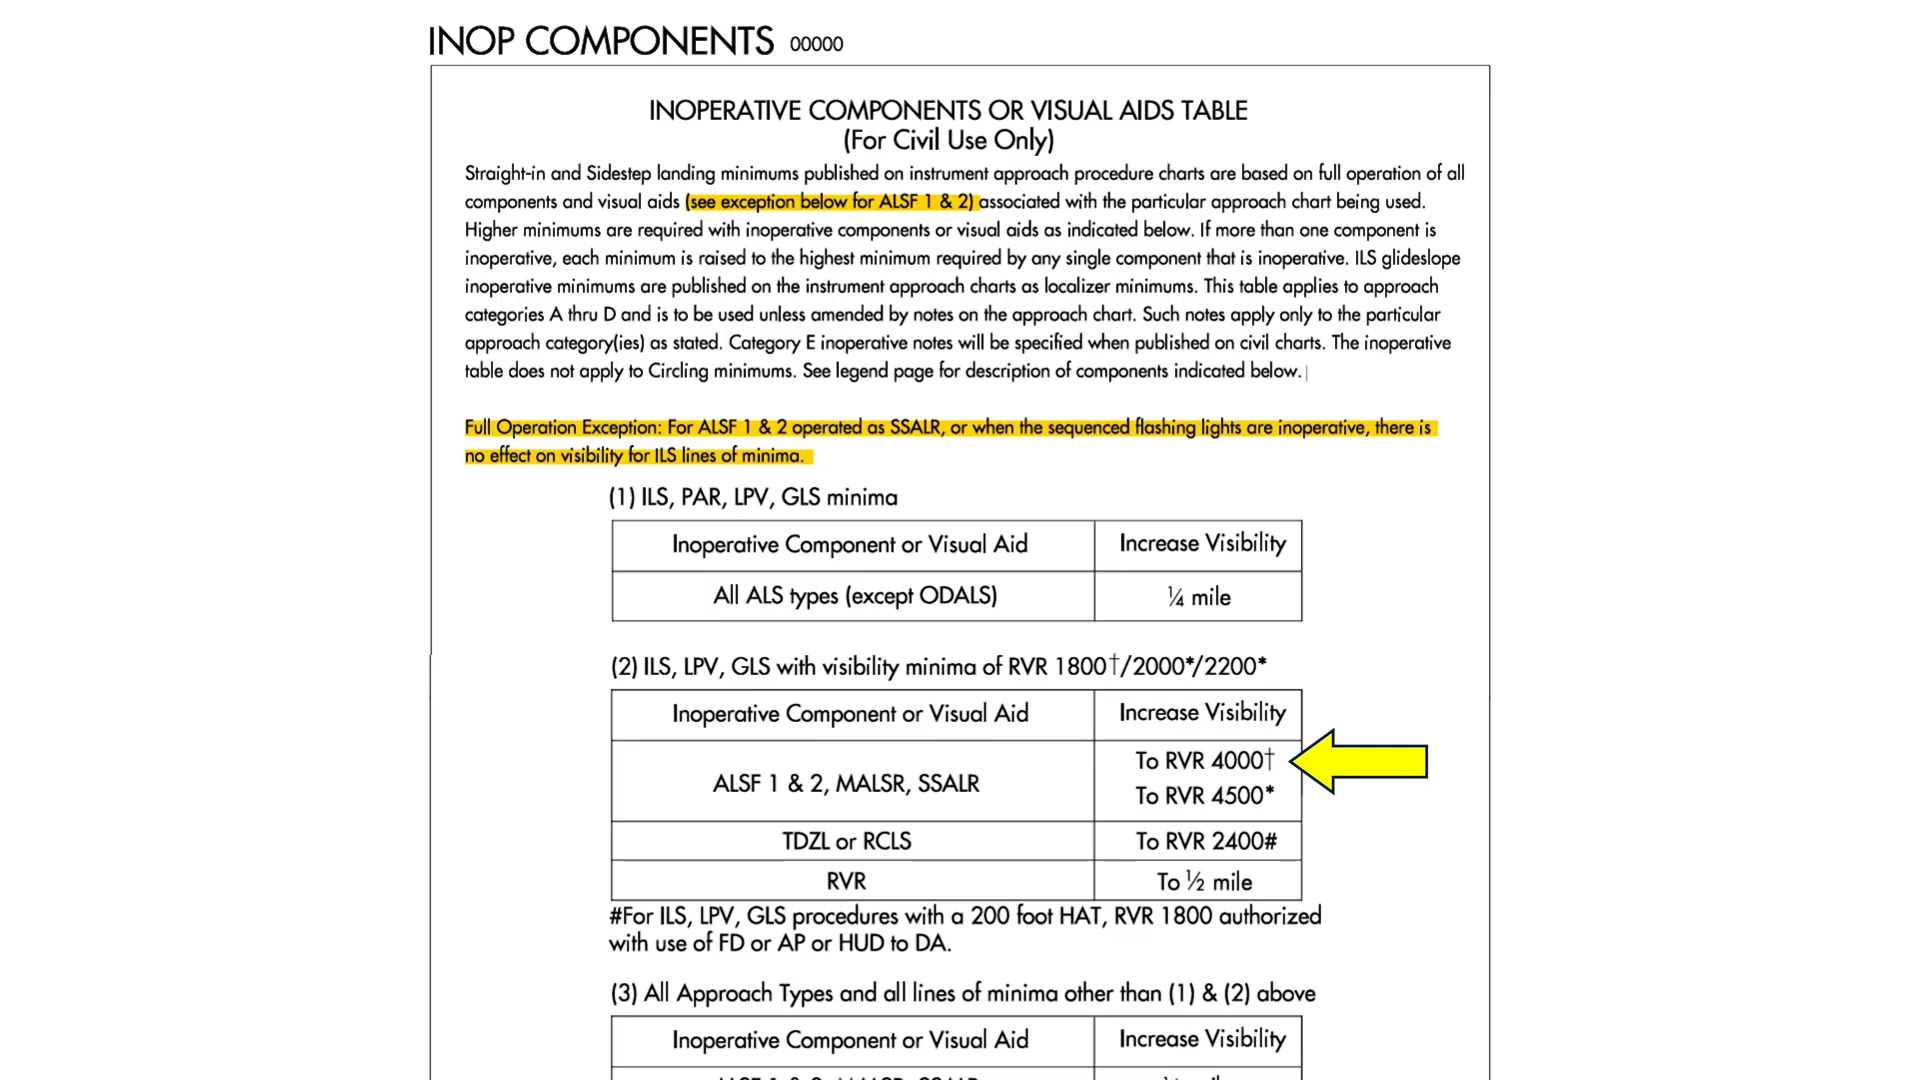 INOP COMPONENTS 00000
INOPERATIVE COMPONENTS OR VISUAL AIDS TABLE
(For Civil Use Only)
Straight-in and Sidestep landing minimums published on instrument approach procedure charts are based on full operation of all
components and visual aids (see exception below for ALSF 1 & 2) associated with the particular approach chart being used.
Higher minimums are required with inoperative components or visual aids as indicated below. If more than one component is
inoperative, each minimum is raised to the highest minimum required by any single component that is inoperative. ILS glideslope
inoperative minimums are published on the instrument approach charts as localizer minimums. This table applies to approach
categories A thru D and is to be used unless amended by notes on the approach chart. Such notes apply only to the particular
approach category(ies) as stated. Category E inoperative notes will be specified when published on civil charts. The inoperative
table does not apply to Circling minimums. See legend page for description of components indicated below.
Full Operation Exception: For ALSF 1 & 2 operated as SSALR, or when the sequenced flashing lights are inoperative, there is
no effect on visibility for ILS lines of minima.
(1) ILS, PAR, LPV, GLS minima
Inoperative Component or Visual Aid Increase Visibility
All ALS types (except ODALS) ¼ mile
(2) ILS, LPV, GLS with visibility minima of RVR 1800†/2000*/2200*
Inoperative Component or Visual Aid Increase Visibility
ALSF 1 & 2, MALSR, SSALR To RVR 4000†
To RVR 4500*
TDZL or RCLS To RVR 2400#
RVR To ½ mile
#For ILS, LPV, GLS procedures with a 200 foot HAT, RVR 1800 authorized
with use of FD or AP or HUD to DA.
(3) All Approach Types and all lines of minima other than (1) & (2) above
Inoperative Component or Visual Aid Increase Visibility